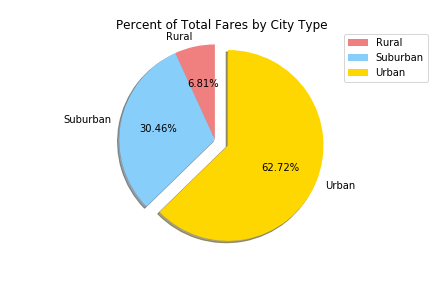 Percent of Total Fares by City Type
Rural
Rural
Suburban
Urban
6.81%
Suburban
30.46%
62.72%
Urban